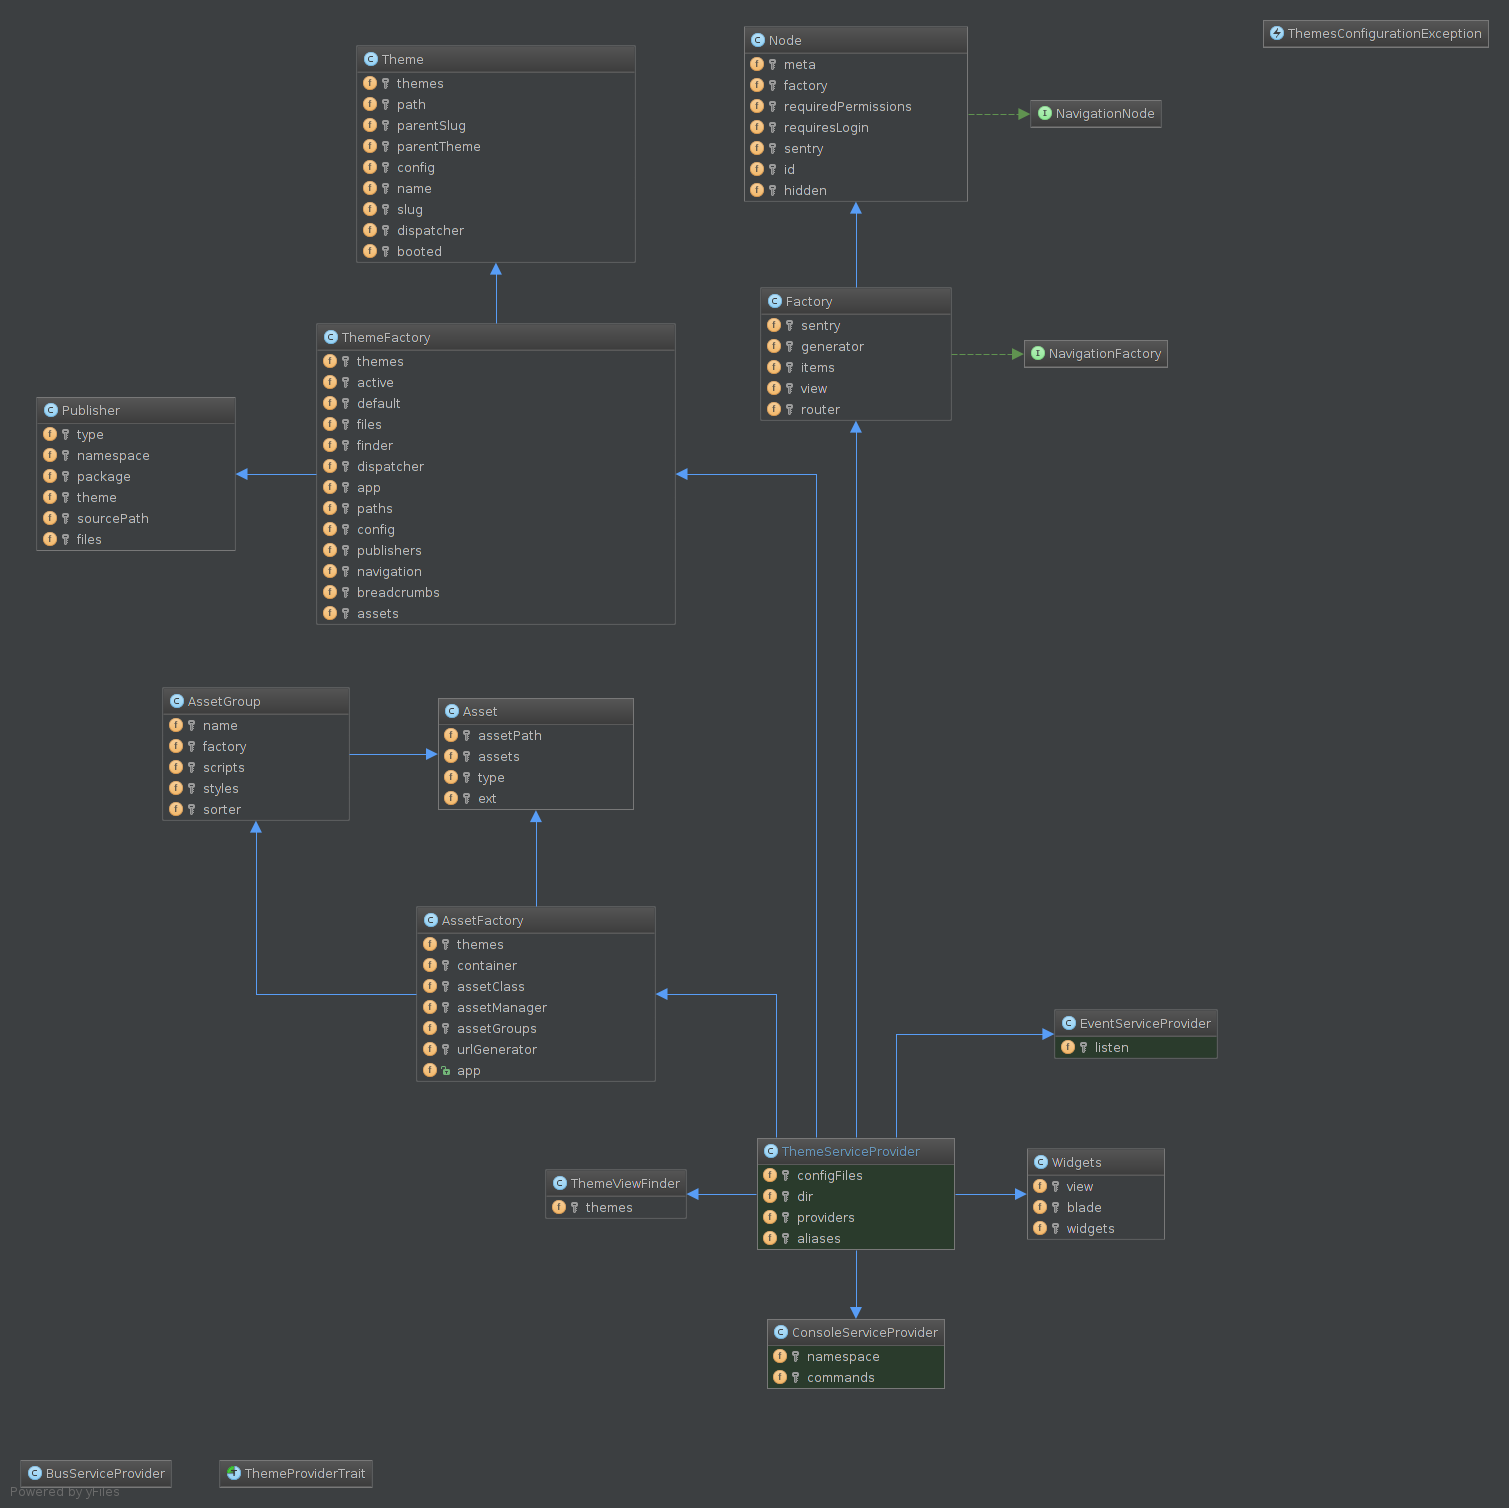 Theme
themes
path
parentSlug
parentTheme
config
name
slug
dispatcher
booted
Node
meta
factory
requiredPermissions
requiresLogin
sentry
id
hidden
ThemesConfigurationException
NavigationNode
Factory
sentry
generator
items
view
router
NavigationFactory
ThemeFactory
themes
active
default
files
finder
dispatcher
app
paths
config
publishers
navigation
breadcrumbs
assets
Publisher
type
namespace
package
theme
sourcePath
files
AssetGroup
name
factory
scripts
styles
sorter
Asset
assetPath
assets
type
ext
AssetFactory
themes
container
assetClass
assetManager
assetGroups
urlGenerator
app
EventServiceProvider
listen
ThemeServiceProvider
configFiles
dir
providers
aliases
ThemeViewFinder
themes
Widgets
view
blade
widgets
ConsoleServiceProvider
namespace
commands
BusServiceProvider
ThemeProviderTrait
Powered by yFiles